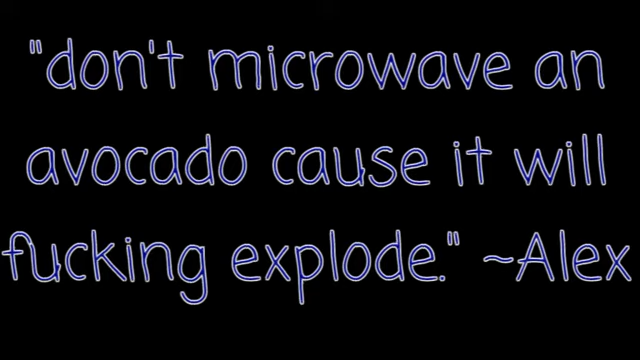 "don't microwave an
avocado cause it will
fucking explode." ~Alex